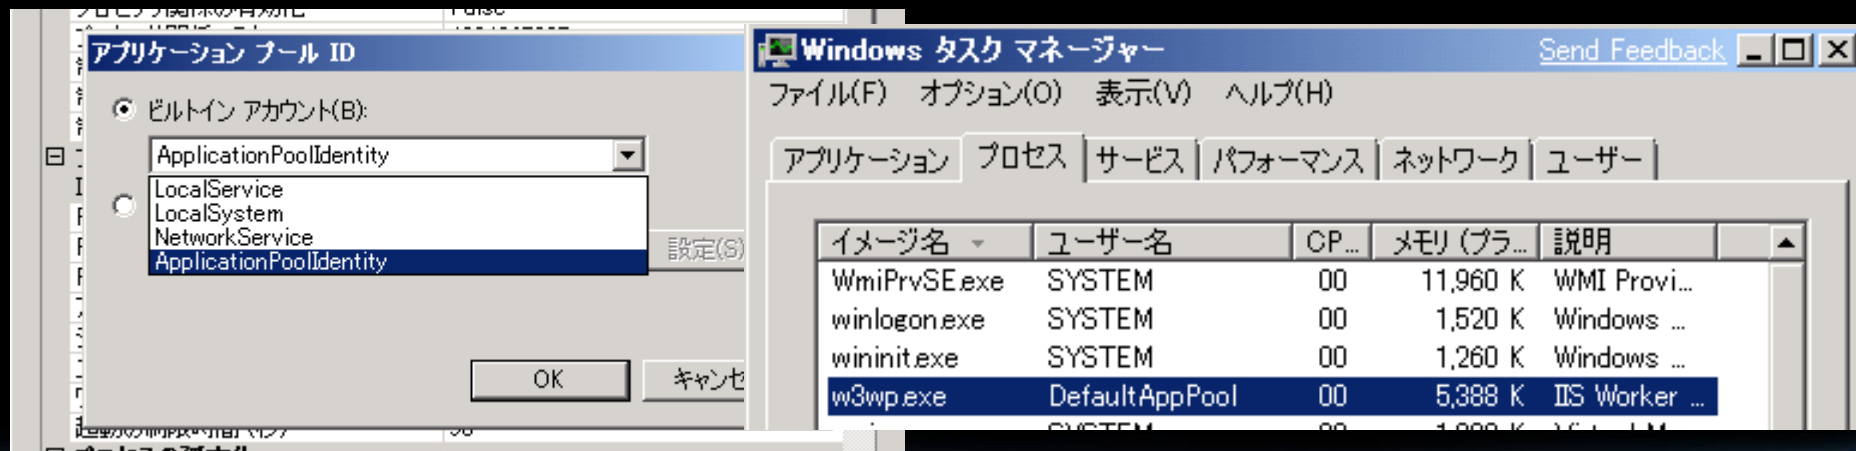 False
アプリケーション プール ID
ビルトイン アカウント(B):
ApplicationPoolIdentity
LocalService
LocalSystem
NetworkService
ApplicationPoolIdentity
設定(S)
OK
キャンセ
Windows タスク マネージャー
Send Feedback
ファイル(F) オプション(O) 表示(V) ヘルプ(H)
アプリケーション プロセス サービス パフォーマンス ネットワーク ユーザー
イメージ名 ユーザー名 CP... メモリ (プラ... 説明
WmiPrvSE.exe SYSTEM 00 11,960 K WMI Provi...
winlogon.exe SYSTEM 00 1,520 K Windows ...
wininit.exe SYSTEM 00 1,260 K Windows ...
w3wp.exe DefaultAppPool 00 5,388 K IIS Worker ...
SYSTEM